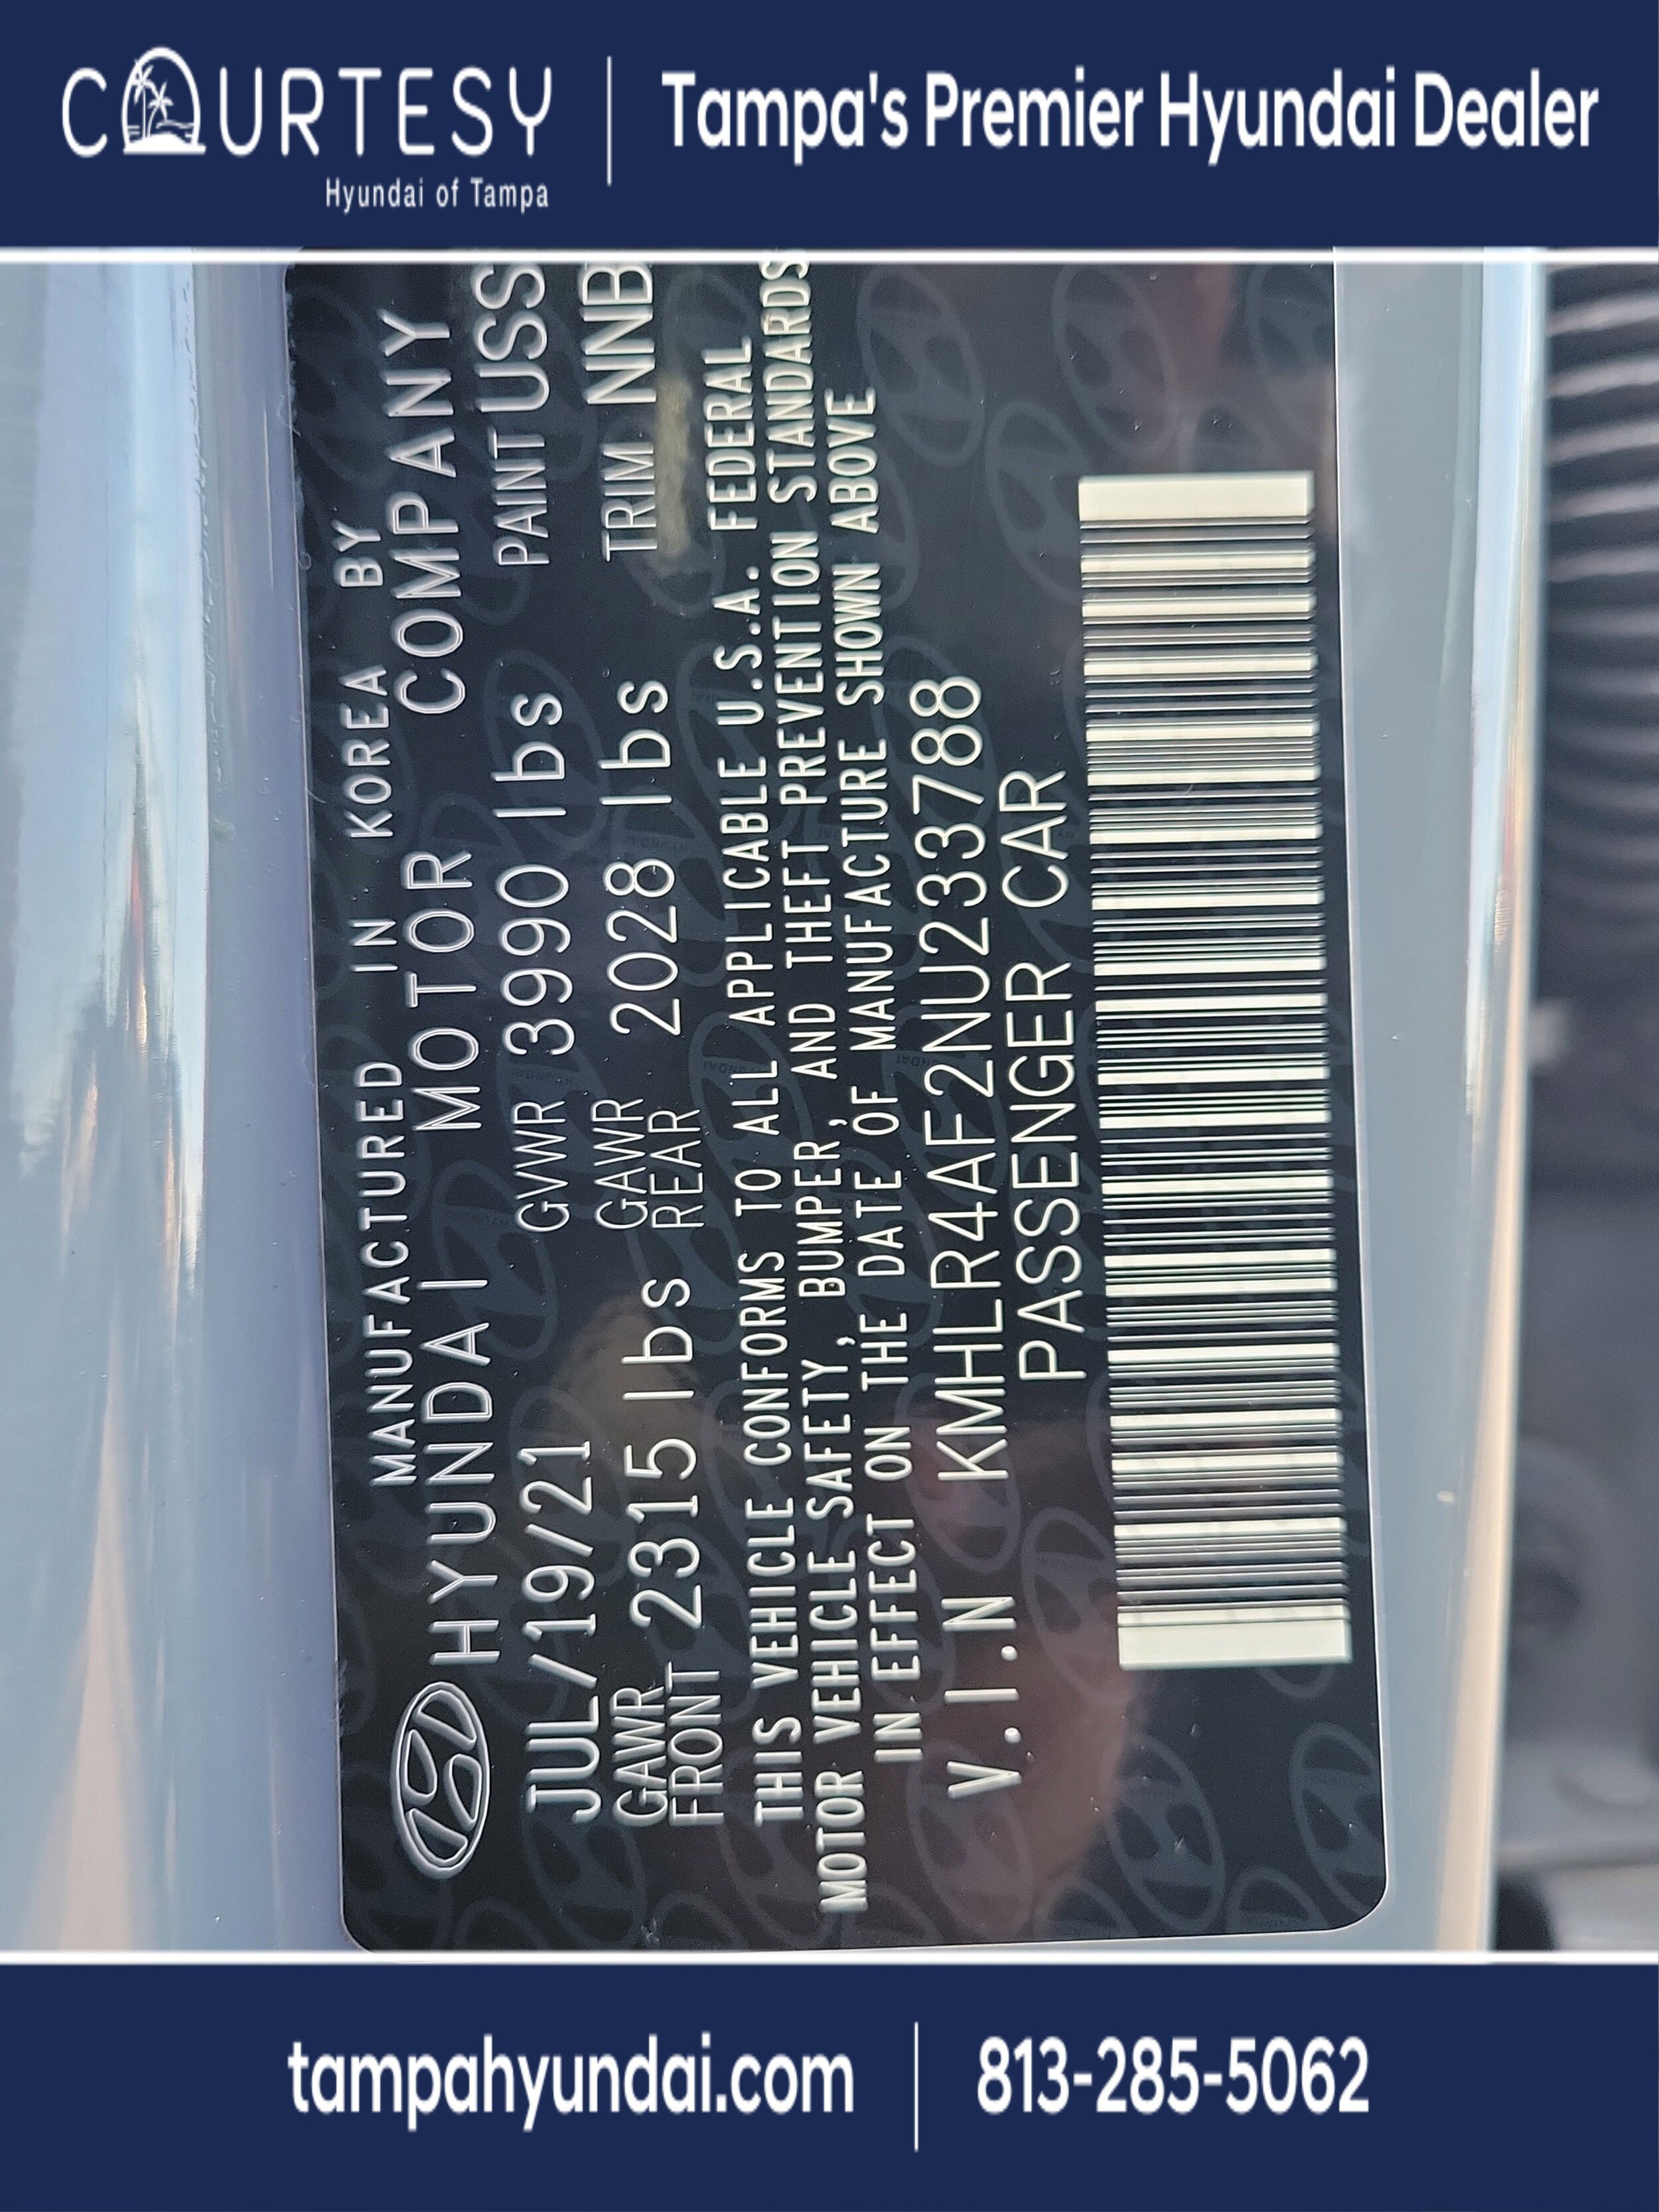 COURTESY
Hyundai of Tampa
Tampa's Premier Hyundai Dealer
MANUFACTURED IN KOREA BY
HYUNDAI MOTOR COMPANY
JUL/19/21 GVWR 3990 lbs PAINT USS
GAWR FRONT 2315 lbs GAWR REAR 2028 lbs TRIM NNB
THIS VEHICLE CONFORMS TO ALL APPLICABLE U.S.A. FEDERAL
MOTOR VEHICLE SAFETY, BUMPER, AND THEFT PREVENTION STANDARDS
IN EFFECT ON THE DATE OF MANUFACTURE SHOWN ABOVE
V.I.N KMHLR4AF2NU233788
PASSENGER CAR
tampahyundai.com
813-285-5062